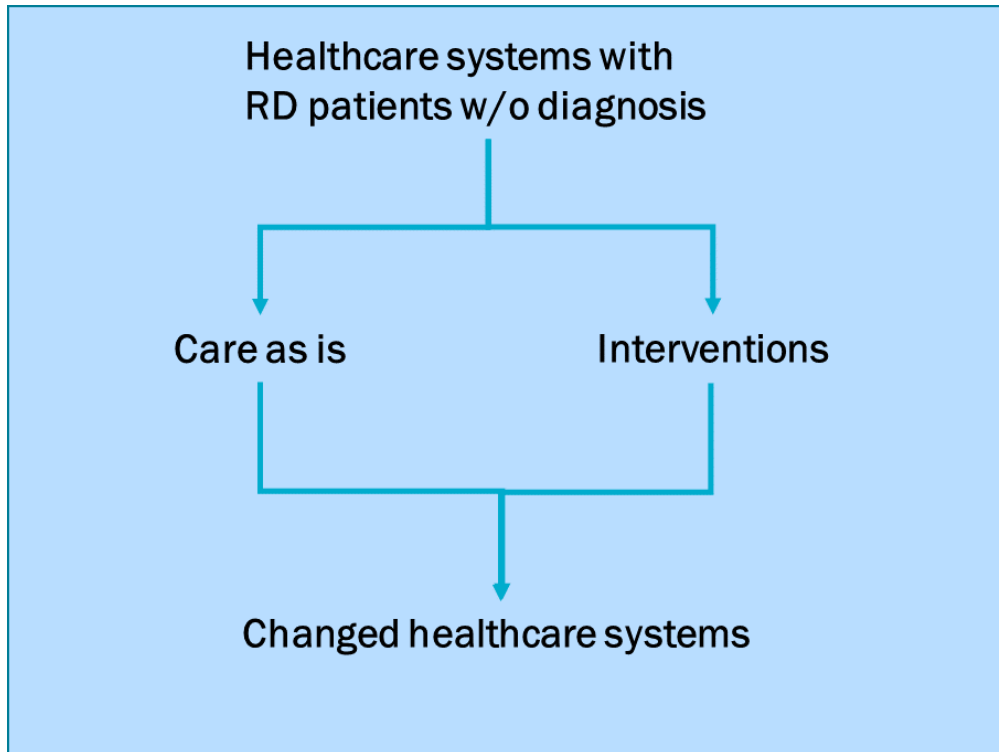 Healthcare systems with
RD patients w/o diagnosis
Care as is
Interventions
Changed healthcare systems